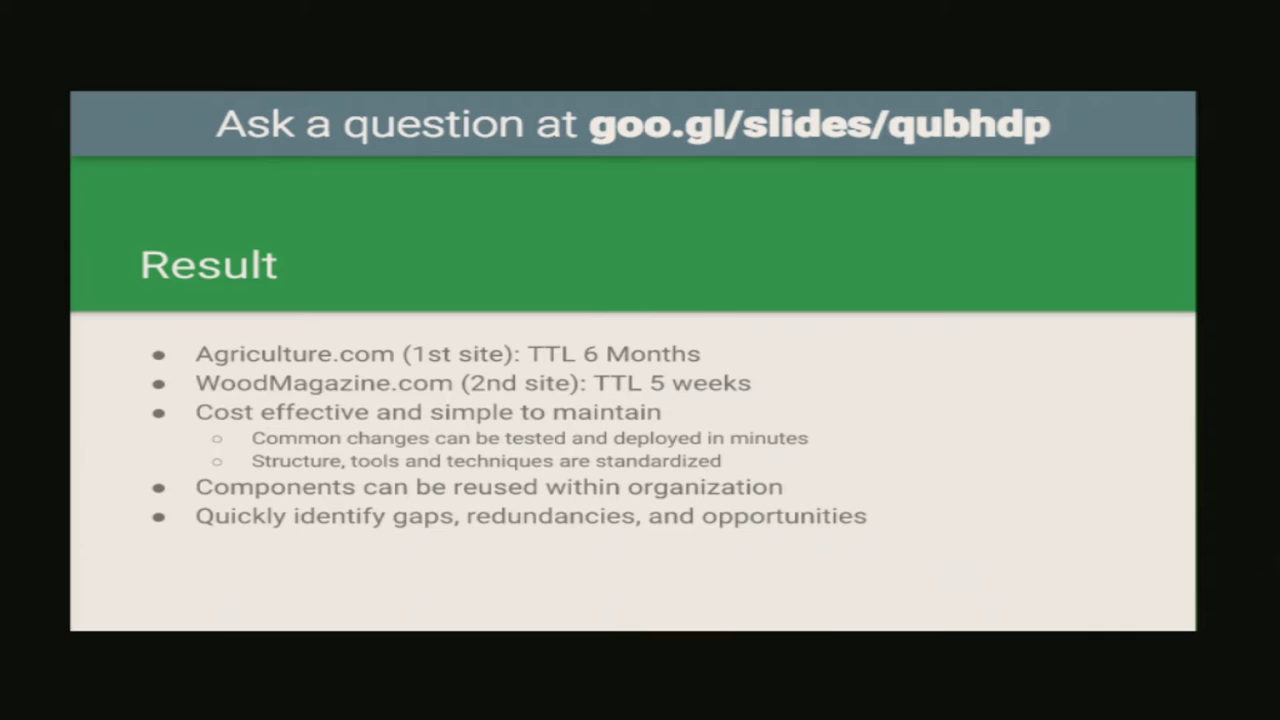 Ask a question at goo.gl/slides/qubhdp
Result
● Agriculture.com (1st site): TTL 6 Months
● WoodMagazine.com (2nd site): TTL 5 weeks
● Cost effective and simple to maintain
○ Common changes can be tested and deployed in minutes
○ Structure, tools and techniques are standardized
● Components can be reused within organization
● Quickly identify gaps, redundancies, and opportunities